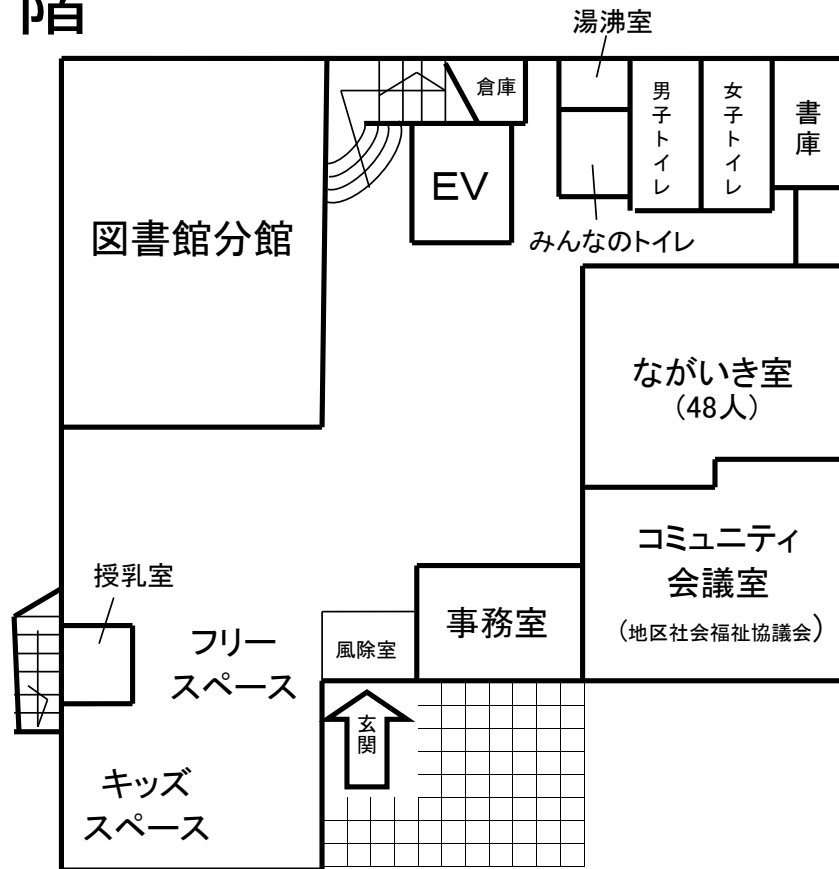 階
湯沸室
倉庫
男子トイレ
女子トイレ
書庫
EV
図書館分館
みんなのトイレ
ながいき室
(48人)
コミュニティ
会議室
(地区社会福祉協議会)
授乳室
フリー
スペース
風除室
事務室
玄関
キッズ
スペース